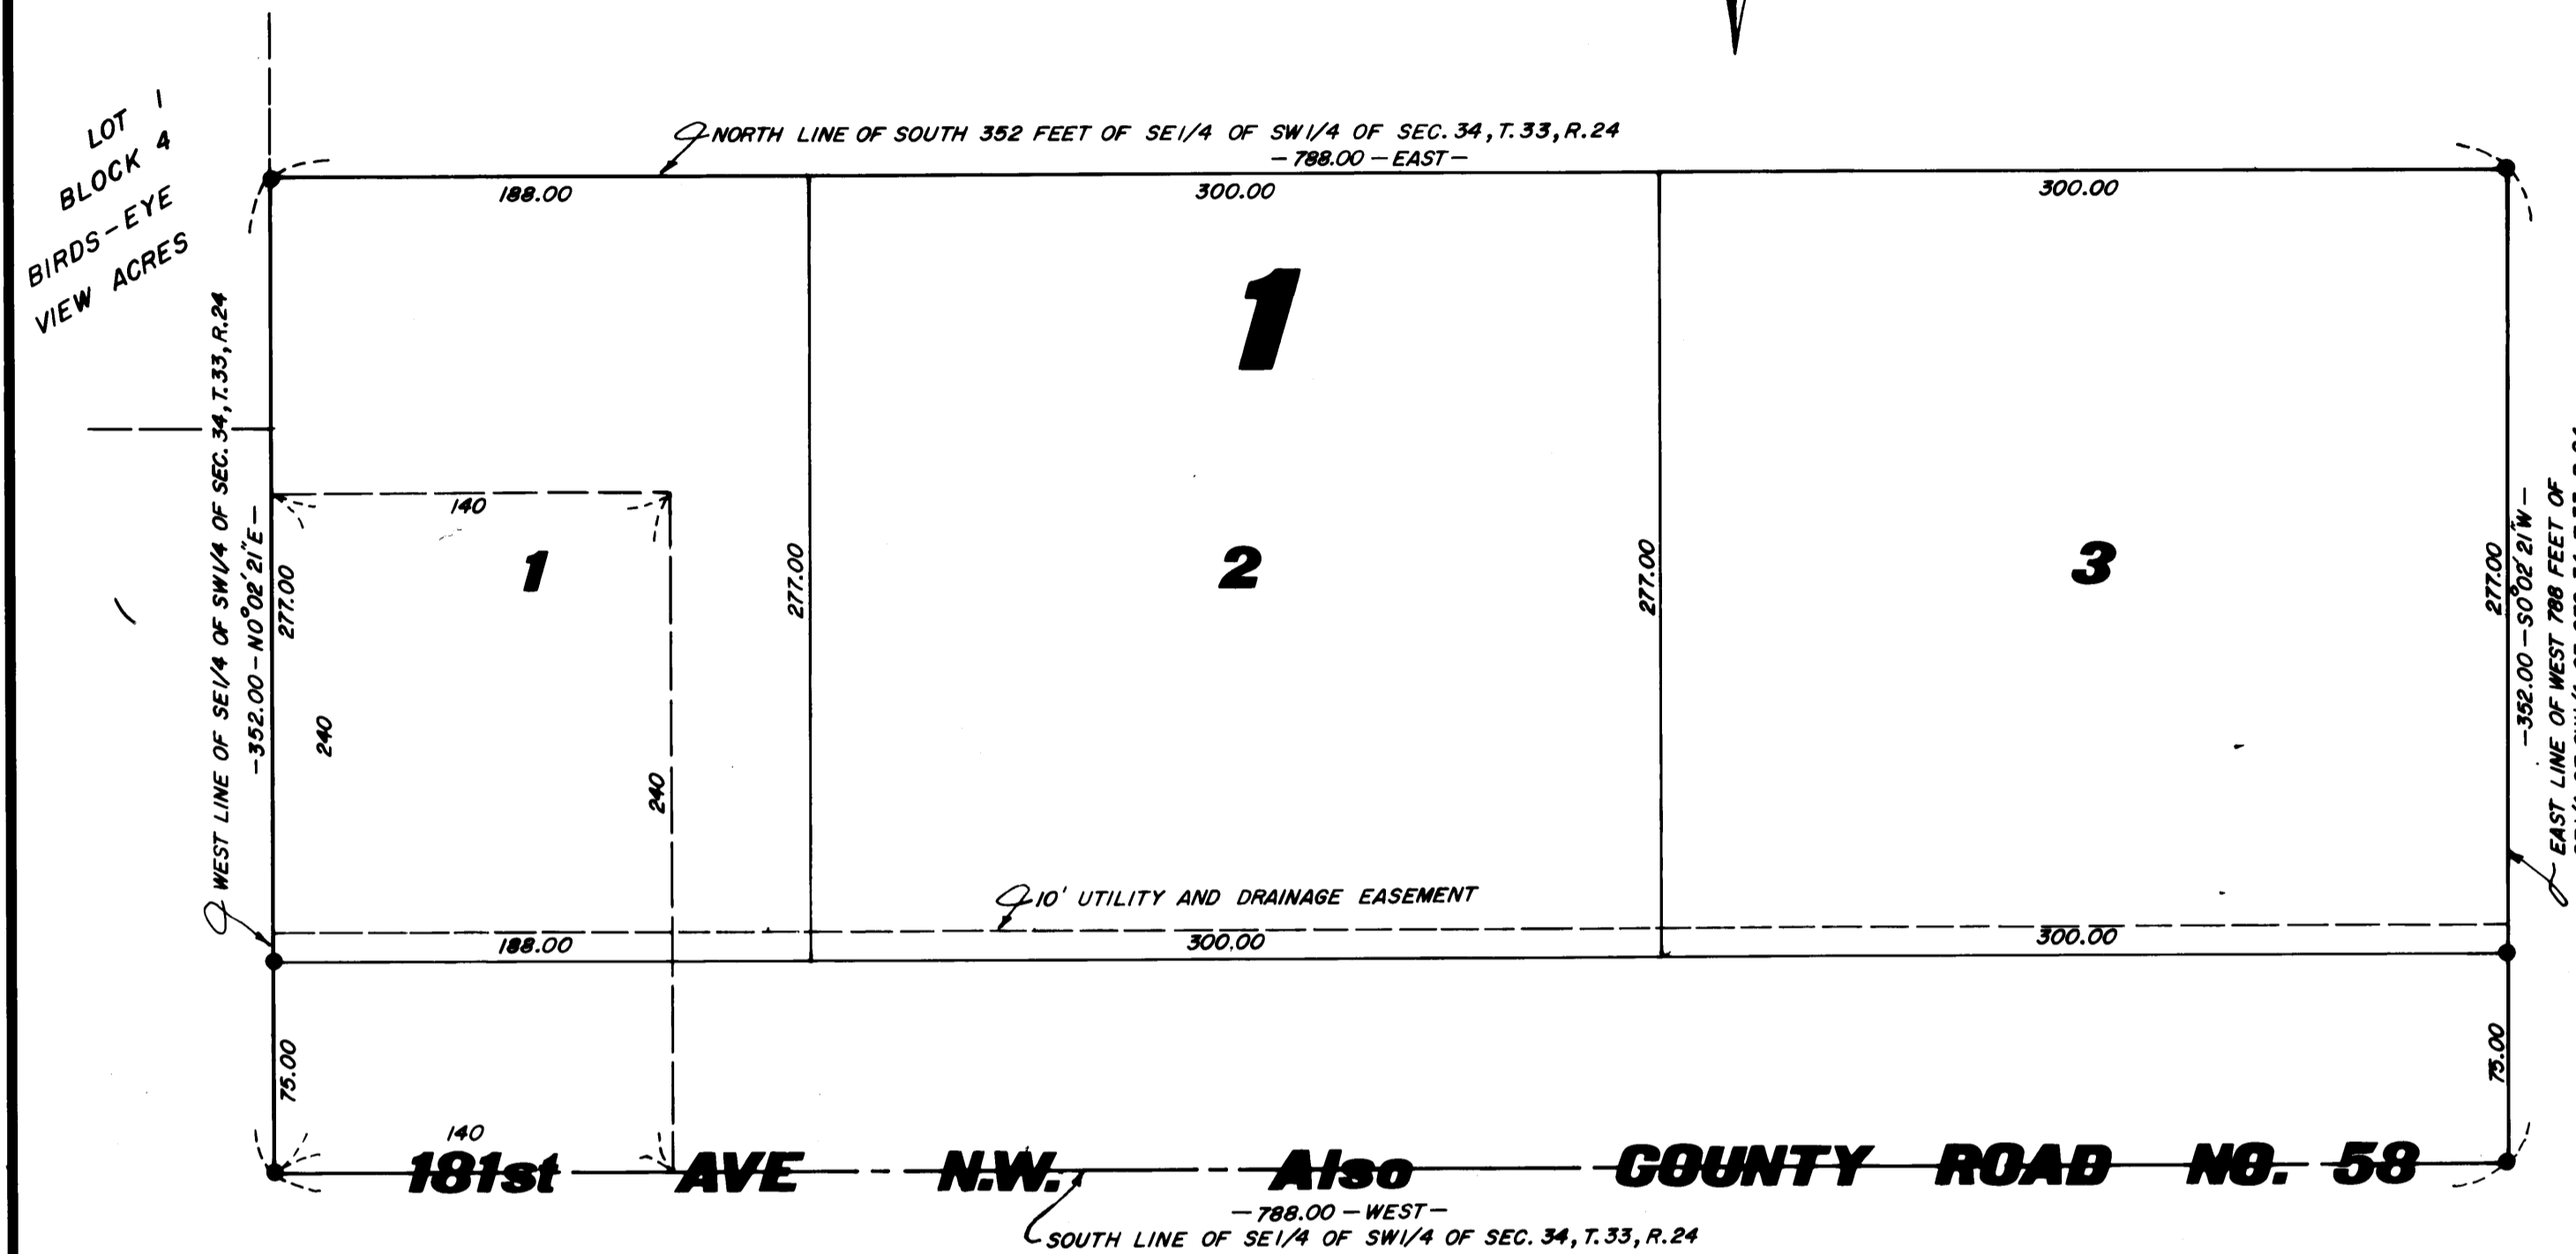 LOT 1
BLOCK 4
BIRDS-EYE
VIEW ACRES
NORTH LINE OF SOUTH 352 FEET OF SE1/4 OF SW1/4 OF SEC. 34, T. 33, R. 24
- 788.00 - EAST -
188.00
300.00
300.00
1
WEST LINE OF SE1/4 OF SW1/4 OF SEC. 34, T. 33, R. 24
-352.00 - N0°02'21"E -
277.00
240
140
1
240
277.00
2
277.00
3
277.00
-352.00 - S0°02'21"W -
EAST LINE OF WEST 788 FEET OF
10' UTILITY AND DRAINAGE EASEMENT
188.00
300.00
300.00
75.00
75.00
140
181st AVE N.W. Also COUNTY ROAD NO. 58
- 788.00 - WEST -
SOUTH LINE OF SE1/4 OF SW1/4 OF SEC. 34, T. 33, R. 24